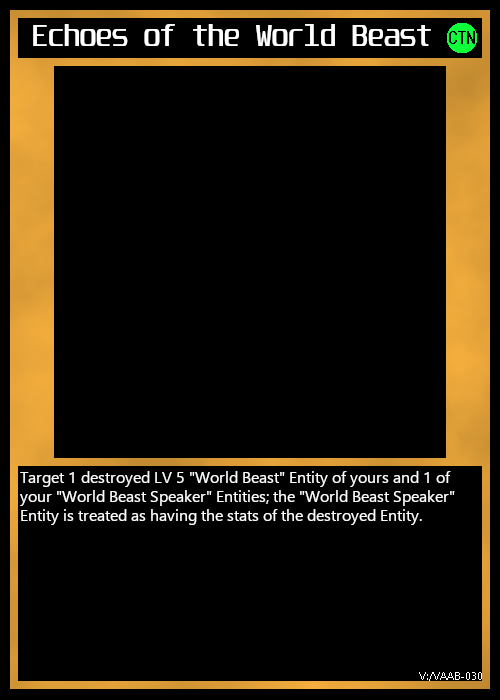 Echoes of the World Beast CTN
Target 1 destroyed LV 5 "World Beast" Entity of yours and 1 of
your "World Beast Speaker" Entities; the "World Beast Speaker"
Entity is treated as having the stats of the destroyed Entity.
V:/VAAB-030